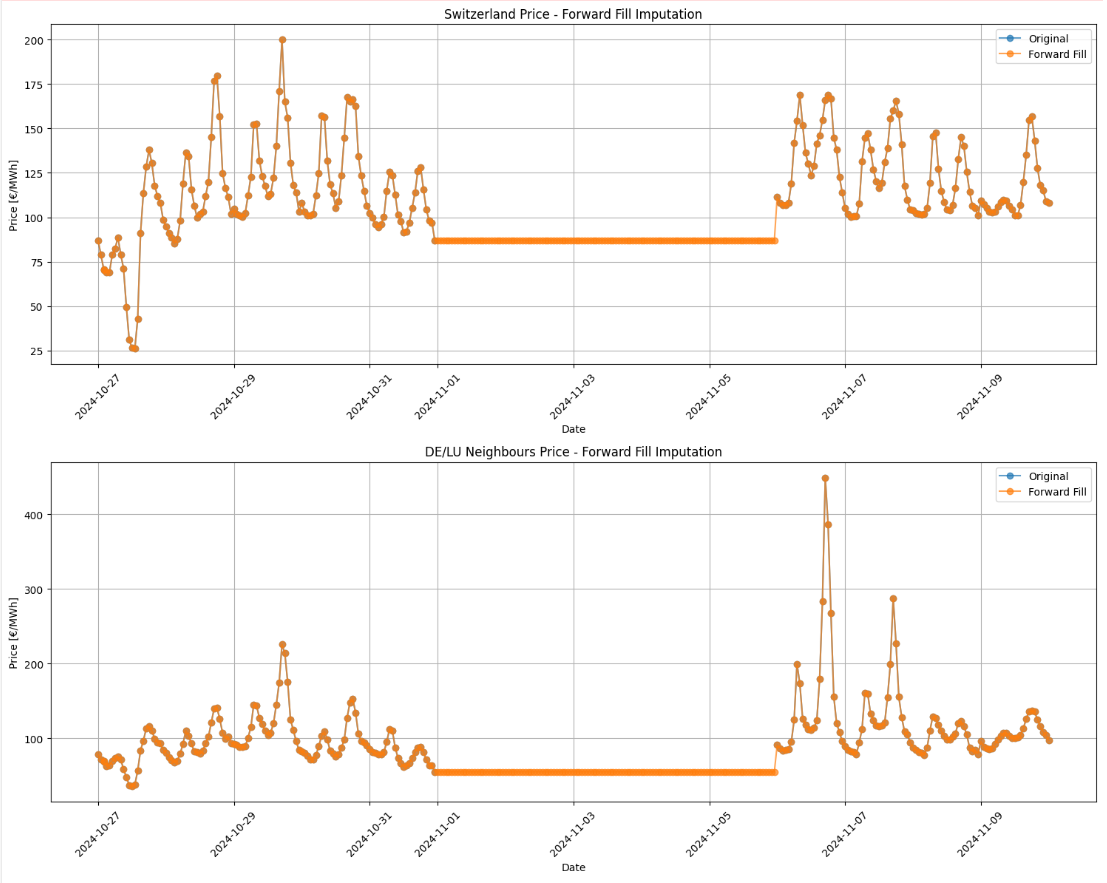 Switzerland Price - Forward Fill Imputation
Price [€/MWh]
200
175
150
125
100
75
50
25
Original
Forward Fill
2024-10-27
2024-10-29
2024-10-31
2024-11-01
2024-11-03
2024-11-05
2024-11-07
2024-11-09
Date
DE/LU Neighbours Price - Forward Fill Imputation
Price [€/MWh]
400
300
200
100
Original
Forward Fill
2024-10-27
2024-10-29
2024-10-31
2024-11-01
2024-11-03
2024-11-05
2024-11-07
2024-11-09
Date